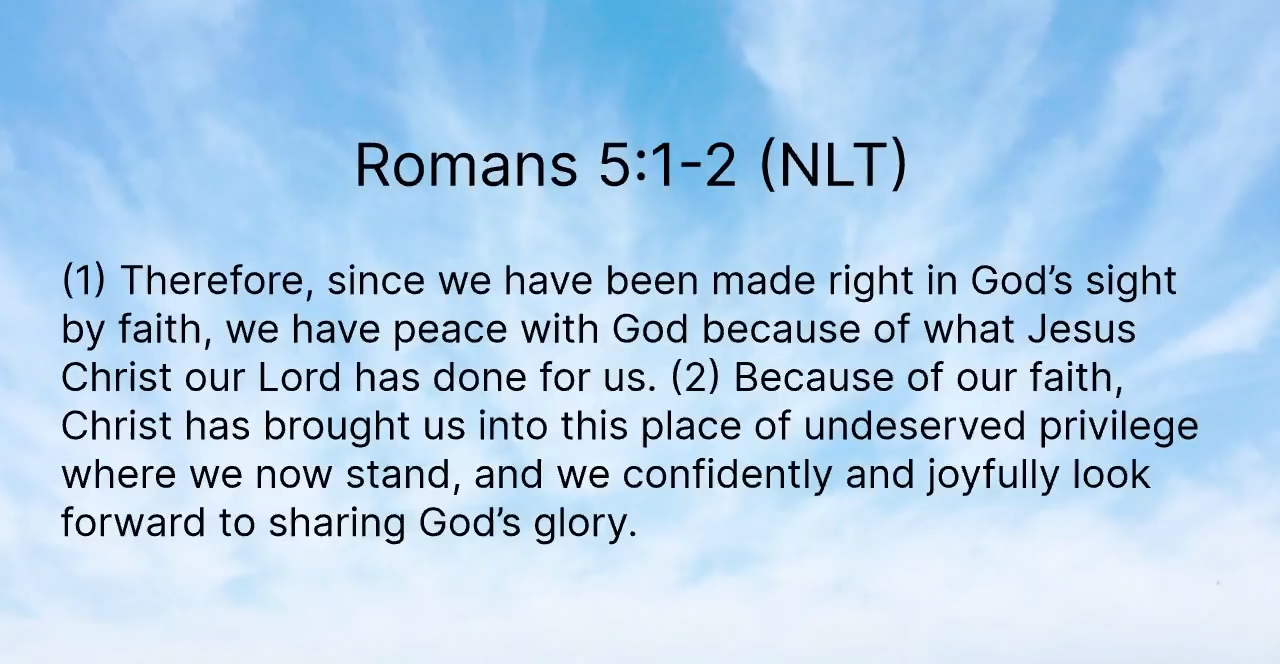 Romans 5:1-2 (NLT)
(1) Therefore, since we have been made right in God’s sight
by faith, we have peace with God because of what Jesus
Christ our Lord has done for us. (2) Because of our faith,
Christ has brought us into this place of undeserved privilege
where we now stand, and we confidently and joyfully look
forward to sharing God’s glory.